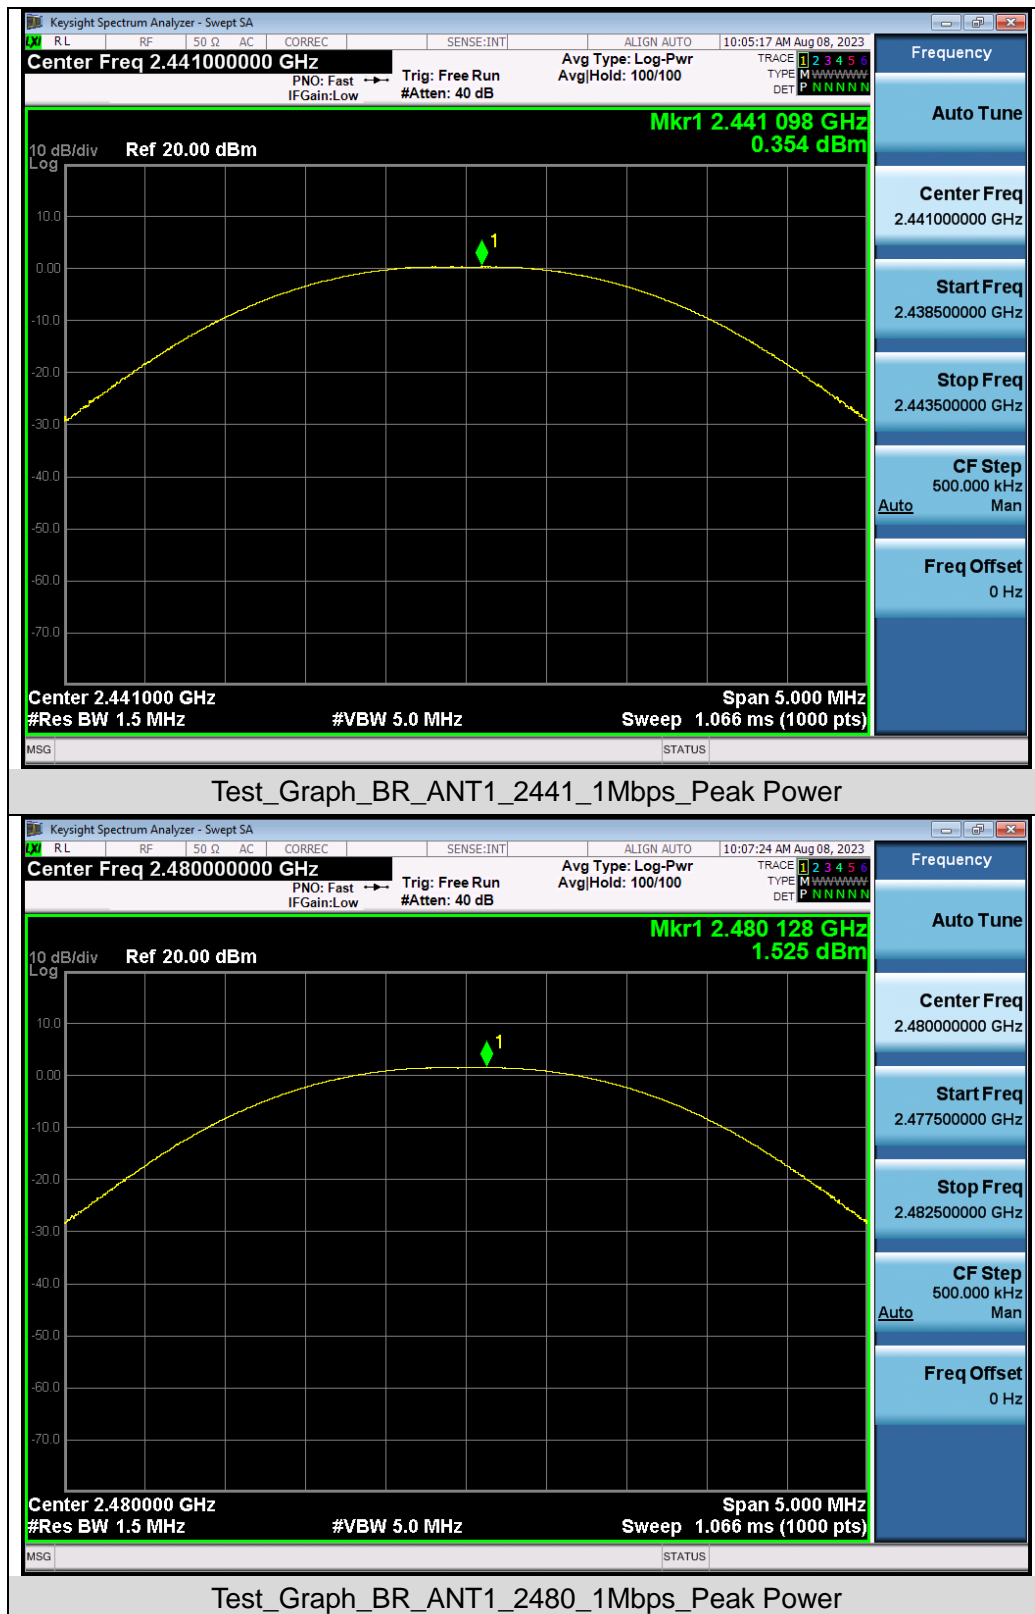 Keysight Spectrum Analyzer - Swept SA
LXI RL RF 50 Ω AC CORREC SENSE:INT ALIGN AUTO 10:05:17 AM Aug 08, 2023
Center Freq 2.441000000 GHz
PNO: Fast
IFGain:Low
Trig: Free Run
#Atten: 40 dB
Avg Type: Log-Pwr
Avg|Hold: 100/100
TRACE 1 2 3 4 5 6
TYPE M WWWWW
DET P N N N N N
Mkr1 2.441 098 GHz
0.354 dBm
10 dB/div Ref 20.00 dBm
Log
10.0
0.00
-10.0
-20.0
-30.0
-40.0
-50.0
-60.0
-70.0
Center 2.441000 GHz Span 5.000 MHz
#Res BW 1.5 MHz #VBW 5.0 MHz Sweep 1.066 ms (1000 pts)
MSG STATUS
Frequency
Auto Tune
Center Freq
2.441000000 GHz
Start Freq
2.438500000 GHz
Stop Freq
2.443500000 GHz
CF Step
500.000 kHz
Auto Man
Freq Offset
0 Hz
1
Test_Graph_BR_ANT1_2441_1Mbps_Peak Power
Keysight Spectrum Analyzer - Swept SA
LXI RL RF 50 Ω AC CORREC SENSE:INT ALIGN AUTO 10:07:24 AM Aug 08, 2023
Center Freq 2.480000000 GHz
PNO: Fast
IFGain:Low
Trig: Free Run
#Atten: 40 dB
Avg Type: Log-Pwr
Avg|Hold: 100/100
TRACE 1 2 3 4 5 6
TYPE M WWWWW
DET P N N N N N
Mkr1 2.480 128 GHz
1.525 dBm
10 dB/div Ref 20.00 dBm
Log
10.0
0.00
-10.0
-20.0
-30.0
-40.0
-50.0
-60.0
-70.0
Center 2.480000 GHz Span 5.000 MHz
#Res BW 1.5 MHz #VBW 5.0 MHz Sweep 1.066 ms (1000 pts)
MSG STATUS
Frequency
Auto Tune
Center Freq
2.480000000 GHz
Start Freq
2.477500000 GHz
Stop Freq
2.482500000 GHz
CF Step
500.000 kHz
Auto Man
Freq Offset
0 Hz
1
Test_Graph_BR_ANT1_2480_1Mbps_Peak Power